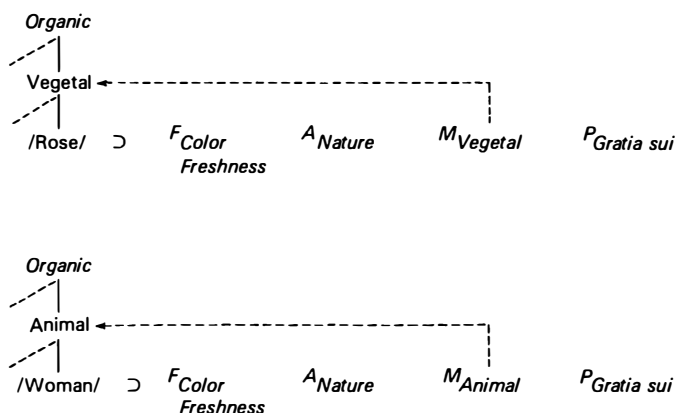 Organic
Vegetal
/Rose/ ⊃ F Color Freshness A Nature M Vegetal P Gratia sui
Organic
Animal
/Woman/ ⊃ F Color Freshness A Nature M Animal P Gratia sui